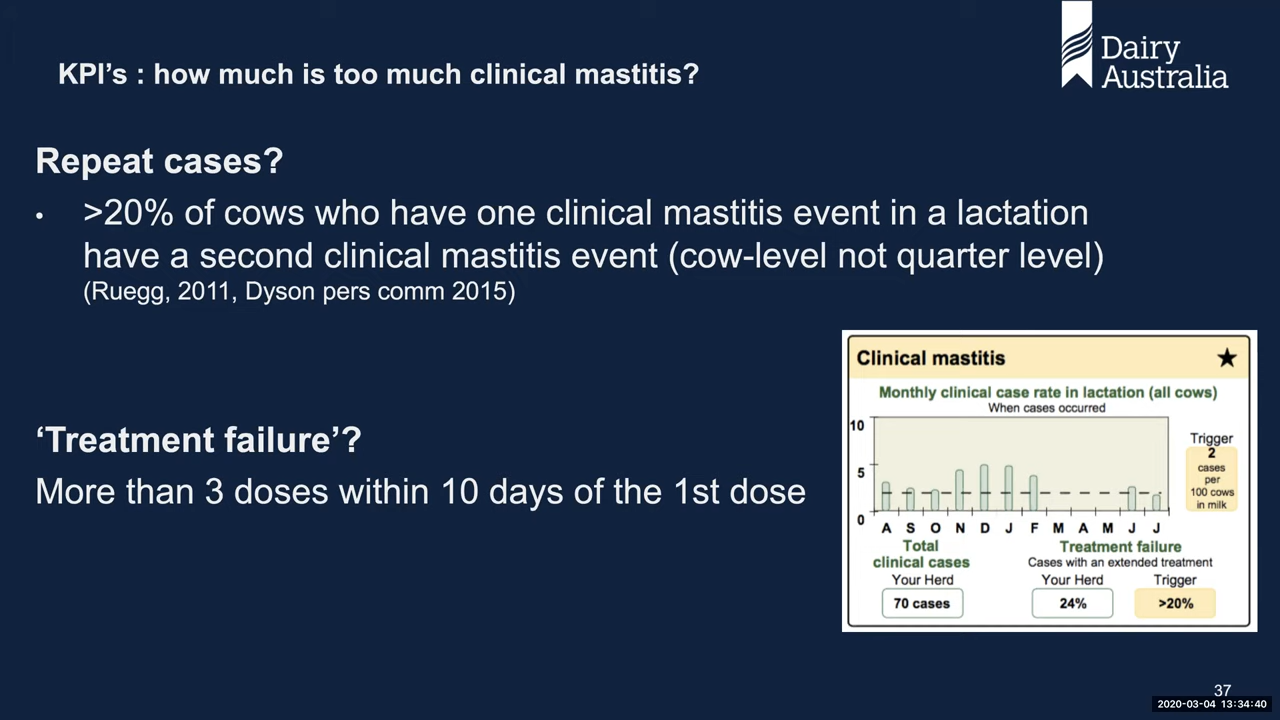 Dairy
Australia
KPI’s : how much is too much clinical mastitis?
Repeat cases?
• >20% of cows who have one clinical mastitis event in a lactation
have a second clinical mastitis event (cow-level not quarter level)
(Ruegg, 2011, Dyson pers comm 2015)
‘Treatment failure’?
More than 3 doses within 10 days of the 1st dose
Clinical mastitis ★
Monthly clinical case rate in lactation (all cows)
When cases occurred
10
5
0
A S O N D J F M A M J J
Trigger
2
cases
per
100 cows
in milk
Total
clinical cases
Your Herd
70 cases
Treatment failure
Cases with an extended treatment
Your Herd Trigger
24% >20%
37
2020-03-04 13:34:40